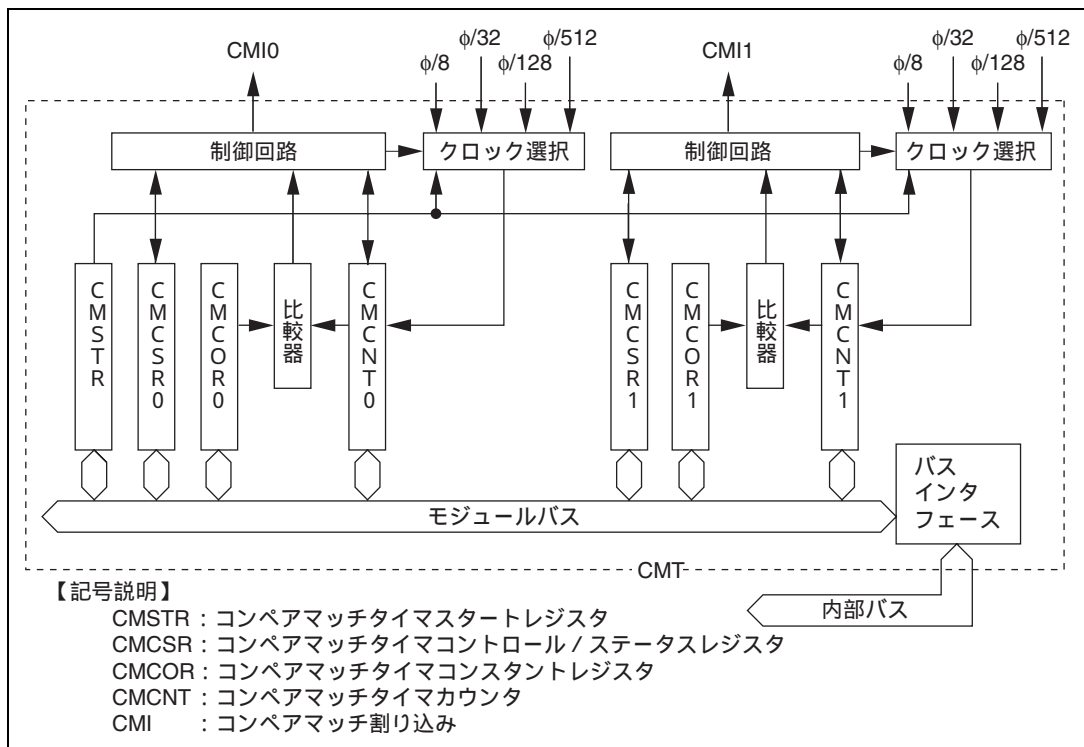 CMI0
φ/8
φ/32
φ/128
φ/512
CMI1
φ/8
φ/32
φ/128
φ/512
制御回路
クロック選択
制御回路
クロック選択
CMSTR
CMCSR0
CMCOR0
比較器
CMCNT0
CMCSR1
CMCOR1
比較器
CMCNT1
モジュールバス
バス
インタ
フェース
CMT
内部バス
【記号説明】
CMSTR : コンペアマッチタイマスタートレジスタ
CMCSR : コンペアマッチタイマコントロール / ステータスレジスタ
CMCOR : コンペアマッチタイマコンスタントレジスタ
CMCNT : コンペアマッチタイマカウンタ
CMI : コンペアマッチ割り込み